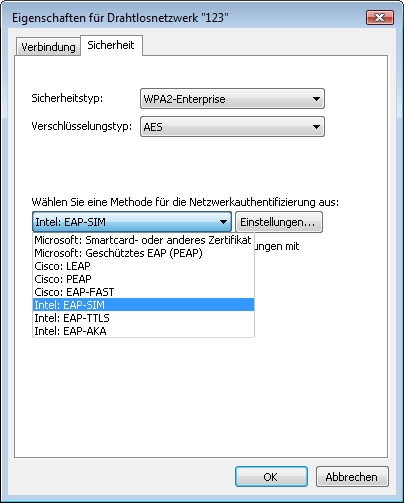 Eigenschaften für Drahtlosnetzwerk "123"
Verbindung
Sicherheit
Sicherheitstyp:
WPA2-Enterprise
Verschlüsselungstyp:
AES
Wählen Sie eine Methode für die Netzwerkauthentifizierung aus:
Intel: EAP-SIM
Einstellungen...
Microsoft: Smartcard- oder anderes Zertifikat
Microsoft: Geschütztes EAP (PEAP)
ungen mit
Cisco: LEAP
Cisco: PEAP
Cisco: EAP-FAST
Intel: EAP-SIM
Intel: EAP-TTLS
Intel: EAP-AKA
OK
Abbrechen